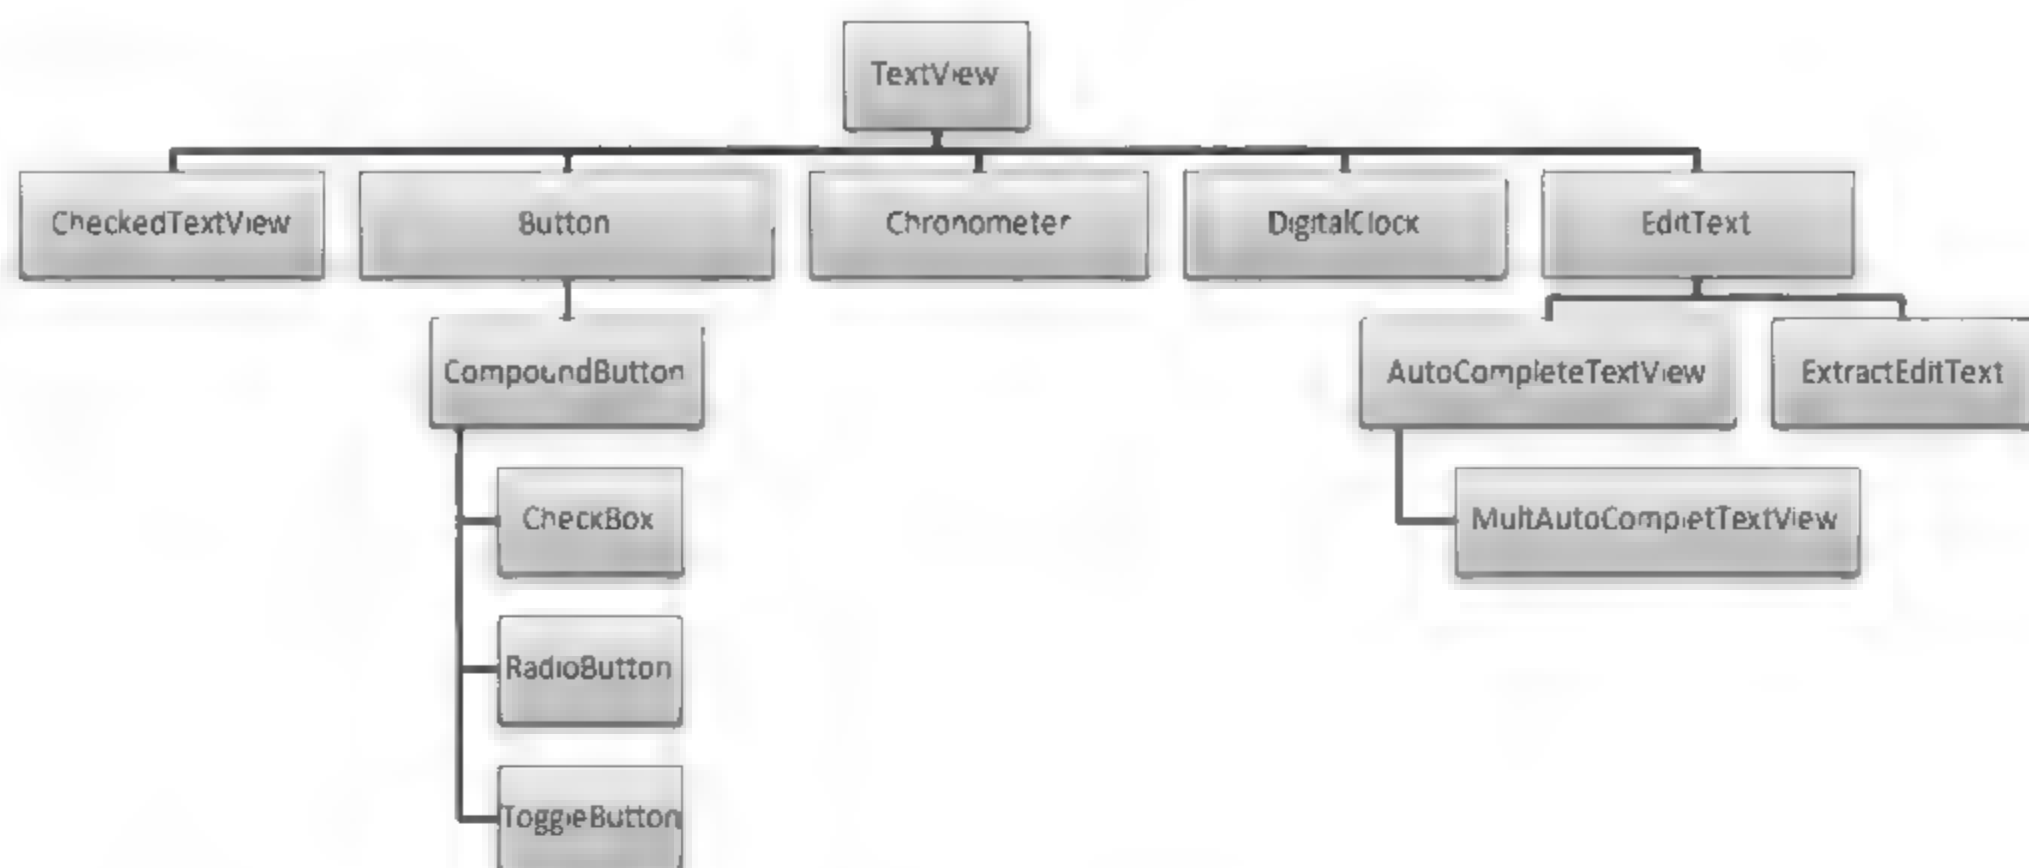 TextView
CheckedTextView
Button
Chronometer
DigitalClock
EditText
CompoundButton
AutoCompleteTextView
ExtractEditText
CheckBox
MultAutoCompletTextView
RadioButton
ToggleButton